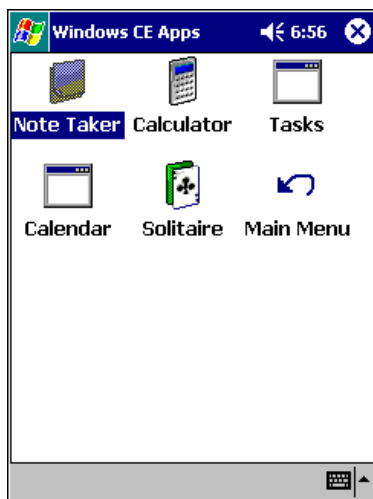 Windows CE Apps 6:56
Note Taker Calculator Tasks
Calendar Solitaire Main Menu